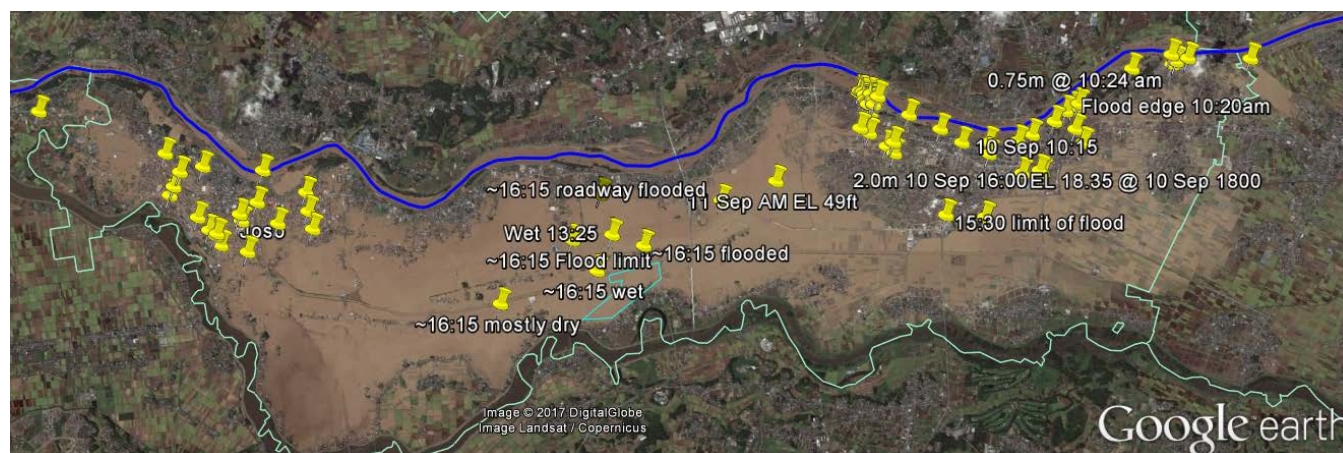 0.75m @ 10:24 am
Flood edge 10:20am
10 Sep 10:15
2.0m 10 Sep 16:00
EL 18.35 @ 10 Sep 1800
~16:15 roadway flooded
11 Sep AM EL 49ft
15:30 limit of flood
Wet 13:25
Joso
~16:15 Flood limit
~16:15 flooded
~16:15 wet
~16:15 mostly dry
Image © 2017 DigitalGlobe
Image Landsat / Copernicus
Google earth